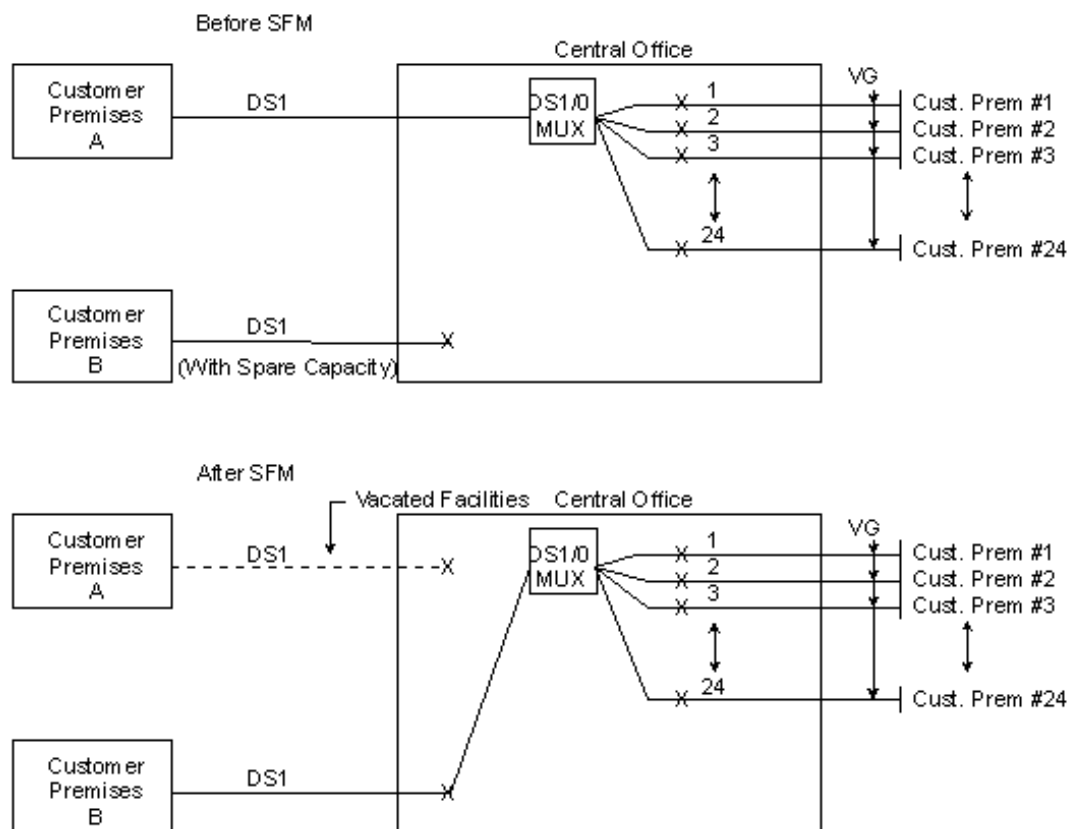 Before SFM
Central Office
Customer
Premises
A
DS1
DS1/0
MUX
1
2
3
24
X
X
X
X
VG
Cust. Prem #1
Cust. Prem #2
Cust. Prem #3
Cust. Prem #24
Customer
Premises
B
DS1
(With Spare Capacity)
X
After SFM
Vacated Facilities
Central Office
Customer
Premises
A
DS1
X
DS1/0
MUX
1
2
3
24
X
X
X
X
VG
Cust. Prem #1
Cust. Prem #2
Cust. Prem #3
Cust. Prem #24
Customer
Premises
B
DS1
X